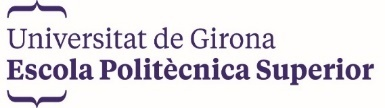 Universitat de Girona
Escola Politècnica Superior